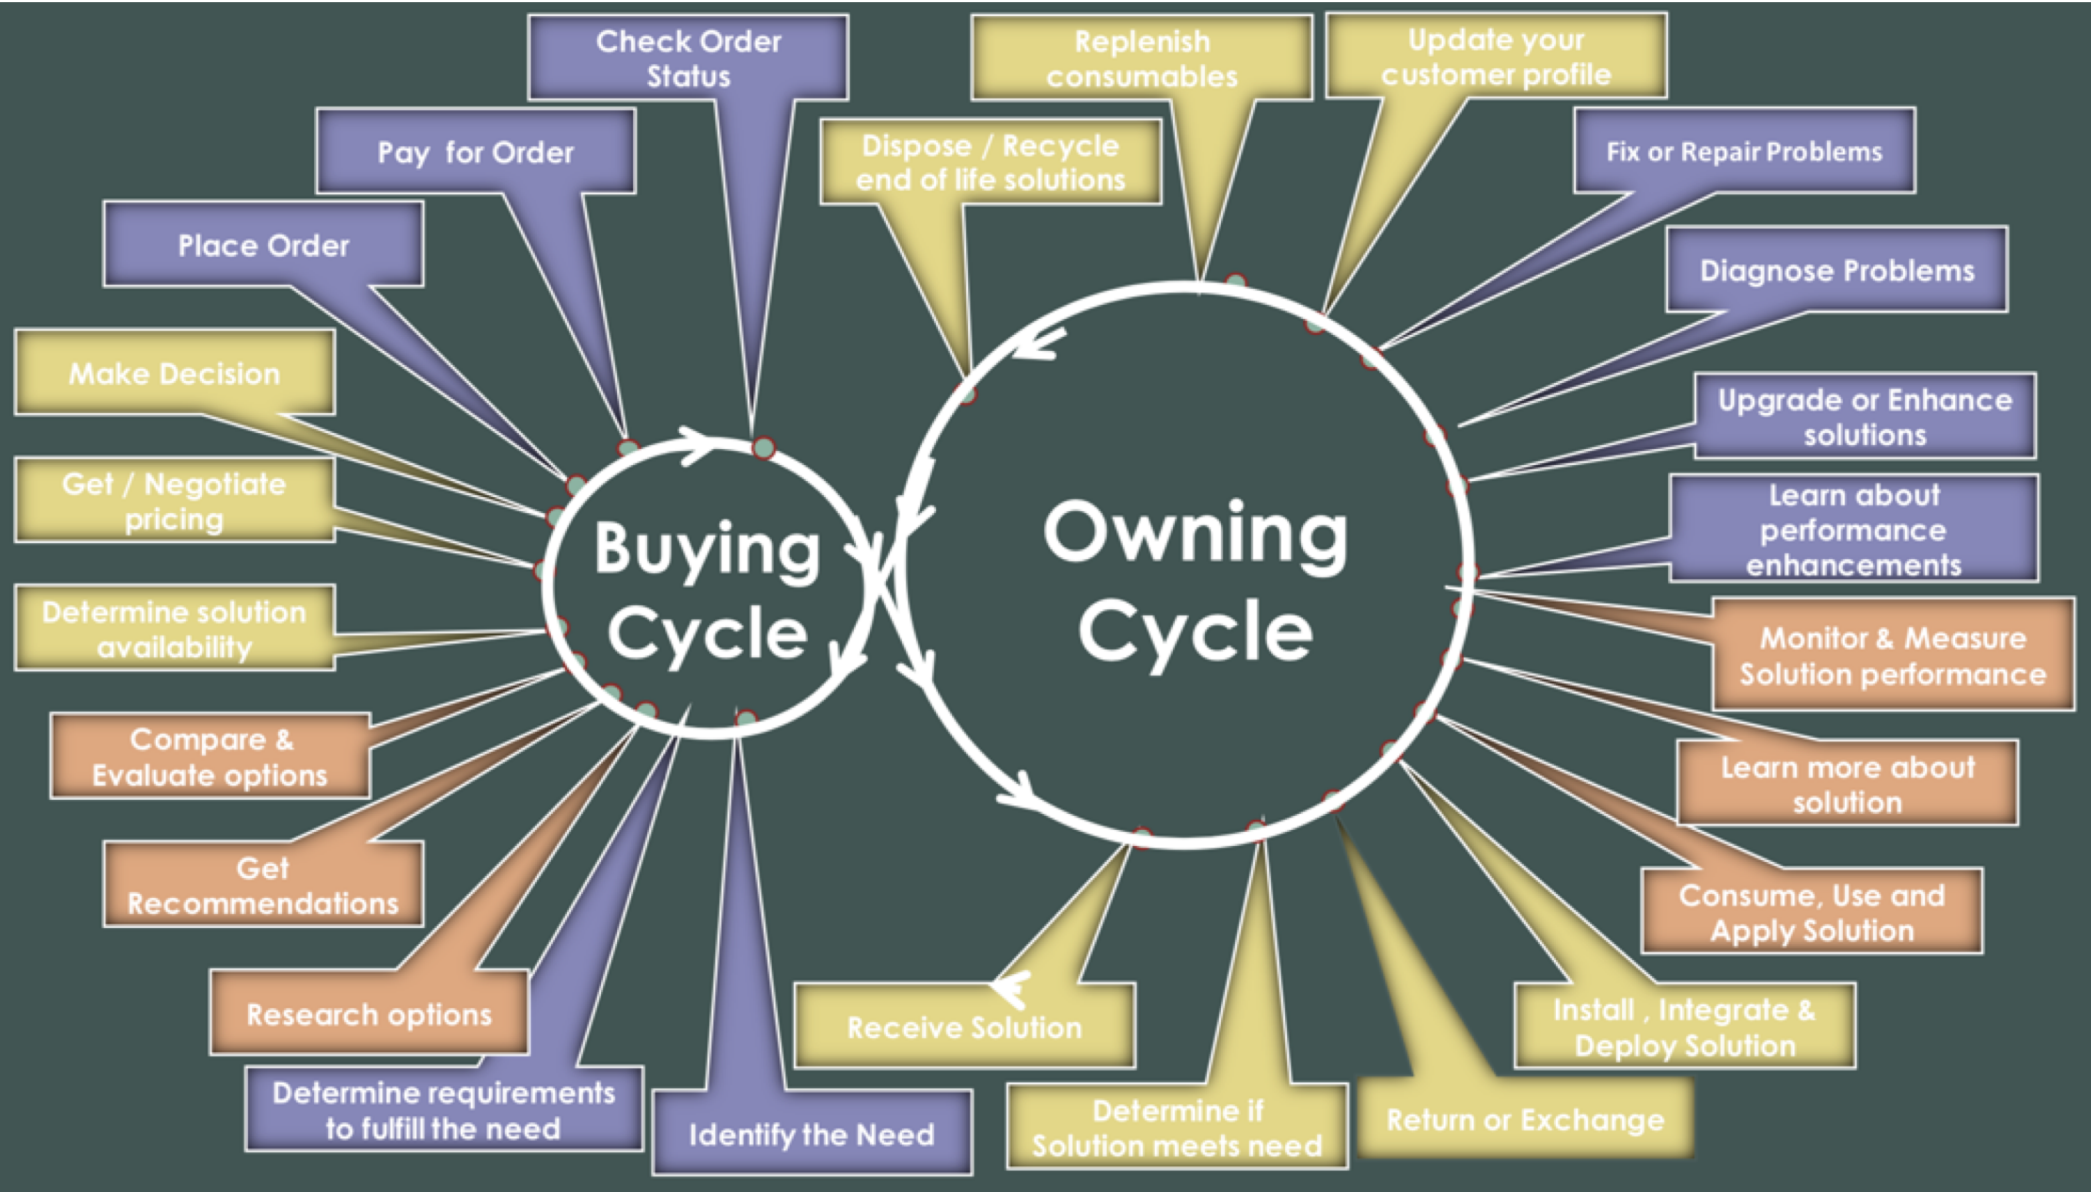 Check Order
Status
Replenish
consumables
Update your
customer profile
Pay  for Order
Dispose / Recycle
end of life solutions
Fix or Repair Problems
Place Order
Diagnose Problems
Make Decision
Upgrade or Enhance
solutions
Get / Negotiate
pricing
Learn about
performance
enhancements
Buying
Cycle
Owning
Cycle
Determine solution
availability
Monitor & Measure
Solution performance
Compare &
Evaluate options
Learn more about
solution
Get
Recommendations
Consume, Use and
Apply Solution
Research options
Receive Solution
Install , Integrate &
Deploy Solution
Determine requirements
to fulfill the need
Identify the Need
Determine if
Solution meets need
Return or Exchange